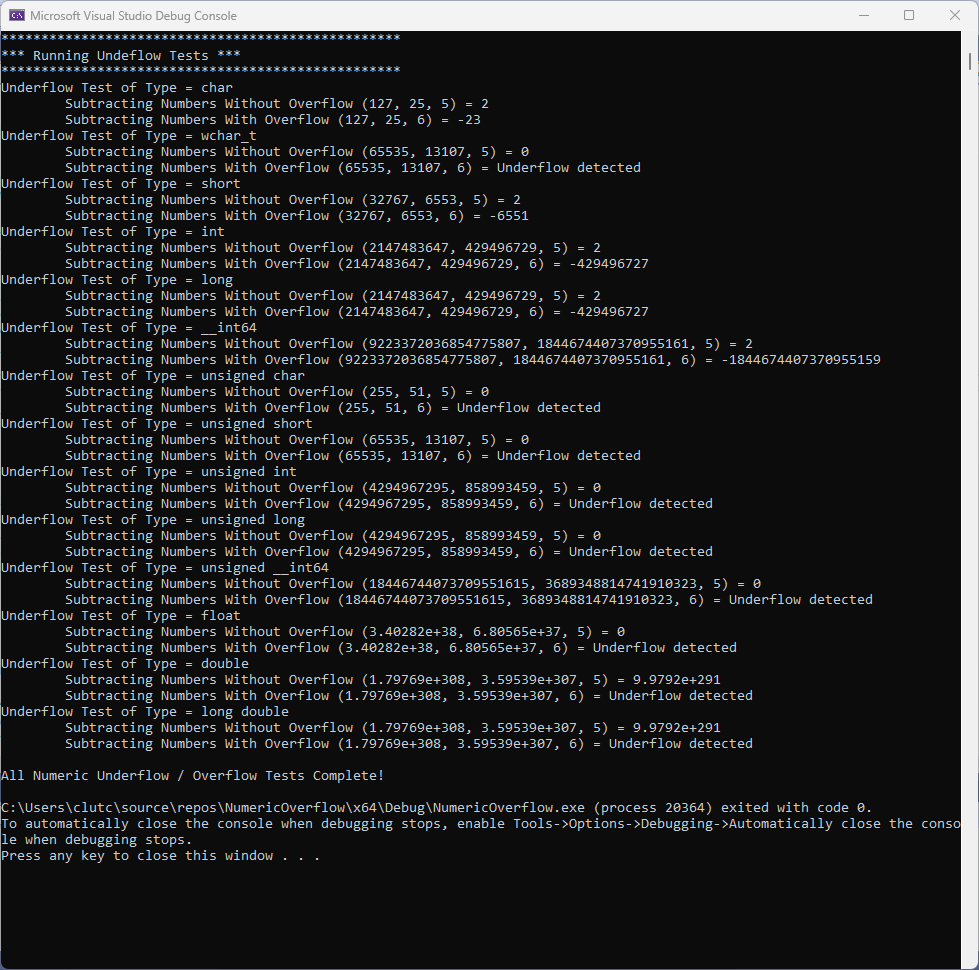 Microsoft Visual Studio Debug Console
**************************************************
*** Running Undeflow Tests ***
**************************************************
Underflow Test of Type = char
Subtracting Numbers Without Overflow (127, 25, 5) = 2
Subtracting Numbers With Overflow (127, 25, 6) = -23
Underflow Test of Type = wchar_t
Subtracting Numbers Without Overflow (65535, 13107, 5) = 0
Subtracting Numbers With Overflow (65535, 13107, 6) = Underflow detected
Underflow Test of Type = short
Subtracting Numbers Without Overflow (32767, 6553, 5) = 2
Subtracting Numbers With Overflow (32767, 6553, 6) = -6551
Underflow Test of Type = int
Subtracting Numbers Without Overflow (2147483647, 429496729, 5) = 2
Subtracting Numbers With Overflow (2147483647, 429496729, 6) = -429496727
Underflow Test of Type = long
Subtracting Numbers Without Overflow (2147483647, 429496729, 5) = 2
Subtracting Numbers With Overflow (2147483647, 429496729, 6) = -429496727
Underflow Test of Type = __int64
Subtracting Numbers Without Overflow (9223372036854775807, 1844674407370955161, 5) = 2
Subtracting Numbers With Overflow (9223372036854775807, 1844674407370955161, 6) = -1844674407370955159
Underflow Test of Type = unsigned char
Subtracting Numbers Without Overflow (255, 51, 5) = 0
Subtracting Numbers With Overflow (255, 51, 6) = Underflow detected
Underflow Test of Type = unsigned short
Subtracting Numbers Without Overflow (65535, 13107, 5) = 0
Subtracting Numbers With Overflow (65535, 13107, 6) = Underflow detected
Underflow Test of Type = unsigned int
Subtracting Numbers Without Overflow (4294967295, 858993459, 5) = 0
Subtracting Numbers With Overflow (4294967295, 858993459, 6) = Underflow detected
Underflow Test of Type = unsigned long
Subtracting Numbers Without Overflow (4294967295, 858993459, 5) = 0
Subtracting Numbers With Overflow (4294967295, 858993459, 6) = Underflow detected
Underflow Test of Type = unsigned __int64
Subtracting Numbers Without Overflow (18446744073709551615, 3689348814741910323, 5) = 0
Subtracting Numbers With Overflow (18446744073709551615, 3689348814741910323, 6) = Underflow detected
Underflow Test of Type = float
Subtracting Numbers Without Overflow (3.40282e+38, 6.80565e+37, 5) = 0
Subtracting Numbers With Overflow (3.40282e+38, 6.80565e+37, 6) = Underflow detected
Underflow Test of Type = double
Subtracting Numbers Without Overflow (1.79769e+308, 3.59539e+307, 5) = 9.9792e+291
Subtracting Numbers With Overflow (1.79769e+308, 3.59539e+307, 6) = Underflow detected
Underflow Test of Type = long double
Subtracting Numbers Without Overflow (1.79769e+308, 3.59539e+307, 5) = 9.9792e+291
Subtracting Numbers With Overflow (1.79769e+308, 3.59539e+307, 6) = Underflow detected
All Numeric Underflow / Overflow Tests Complete!
C:\Users\clutc\source\repos\NumericOverflow\x64\Debug\NumericOverflow.exe (process 20364) exited with code 0.
To automatically close the console when debugging stops, enable Tools->Options->Debugging->Automatically close the conso
le when debugging stops.
Press any key to close this window . . .